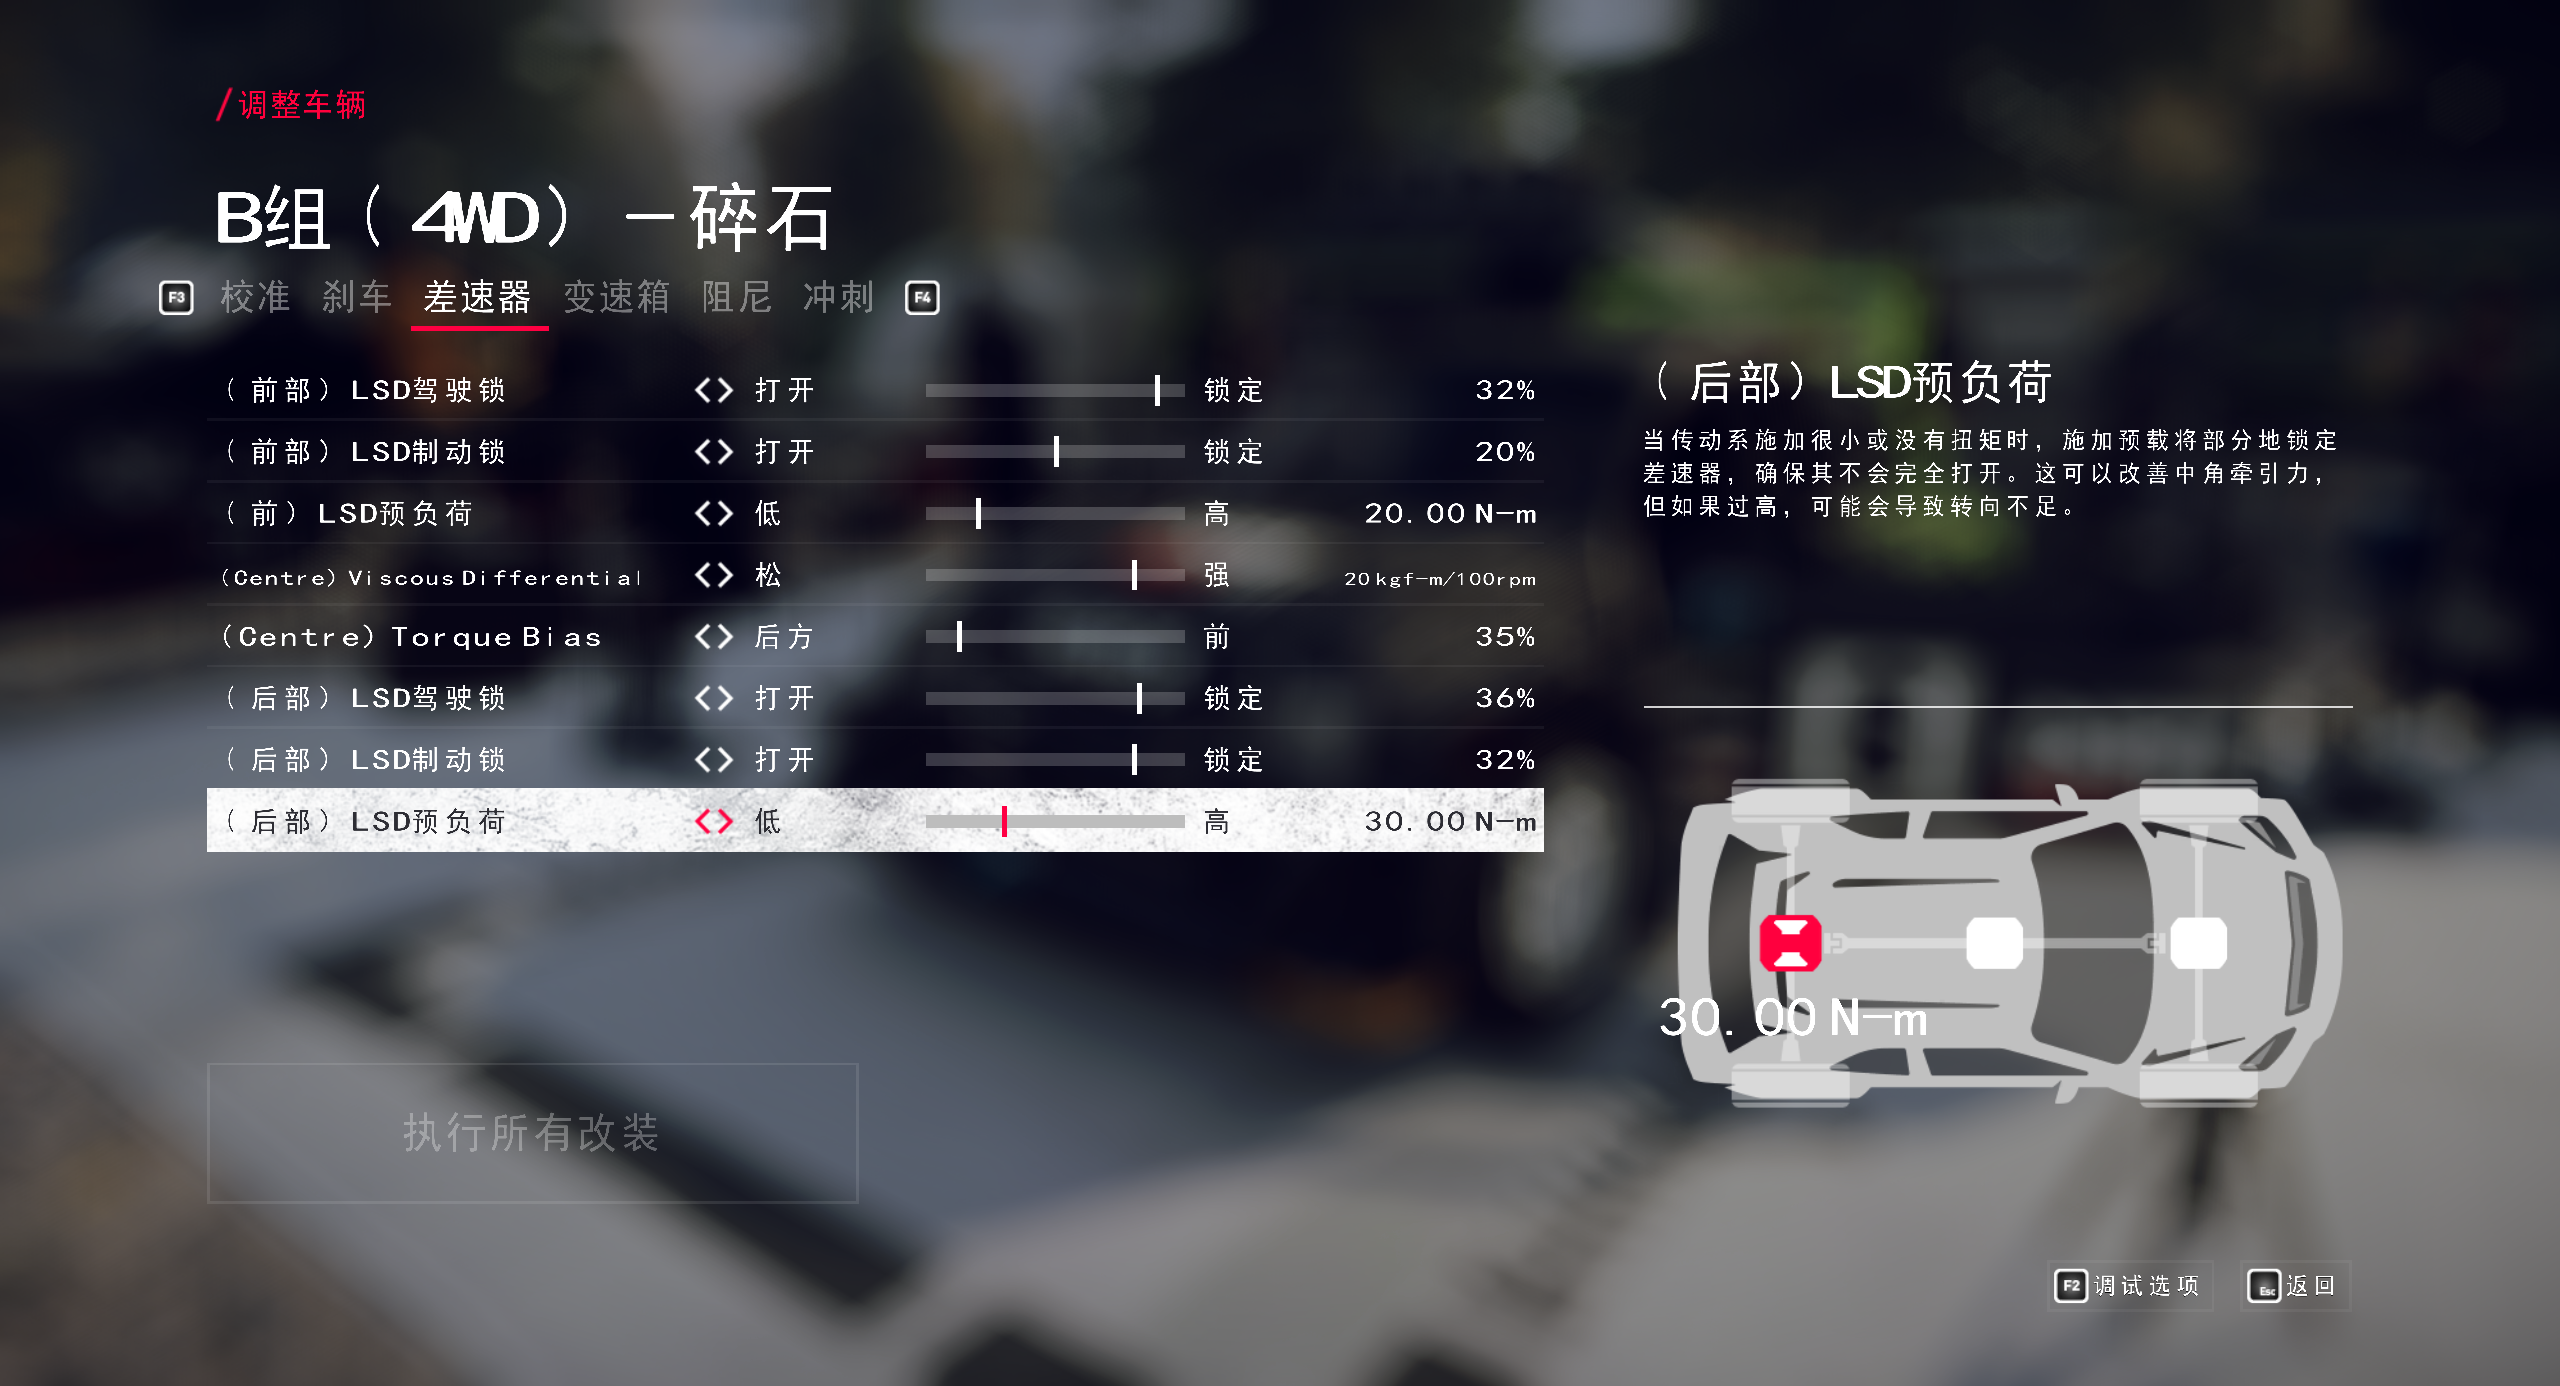 /调整车辆
B组（4WD）－碎石
F3 校准 刹车 差速器 变速箱 阻尼 冲刺 F4
（前部）LSD驾驶锁 打开 锁定 32%
（前部）LSD制动锁 打开 锁定 20%
（前）LSD预负荷 低 高 20.00 N-m
(Centre) Viscous Differential 松 强 20 kgf-m/100rpm
(Centre) Torque Bias 后方 前 35%
（后部）LSD驾驶锁 打开 锁定 36%
（后部）LSD制动锁 打开 锁定 32%
（后部）LSD预负荷 低 高 30.00 N-m
执行所有改装
（后部）LSD预负荷
当传动系施加很小或没有扭矩时，施加预载将部分地锁定
差速器，确保其不会完全打开。这可以改善中角牵引力，
但如果过高，可能会导致转向不足。
30.00 N-m
F2 调试选项 Esc 返回